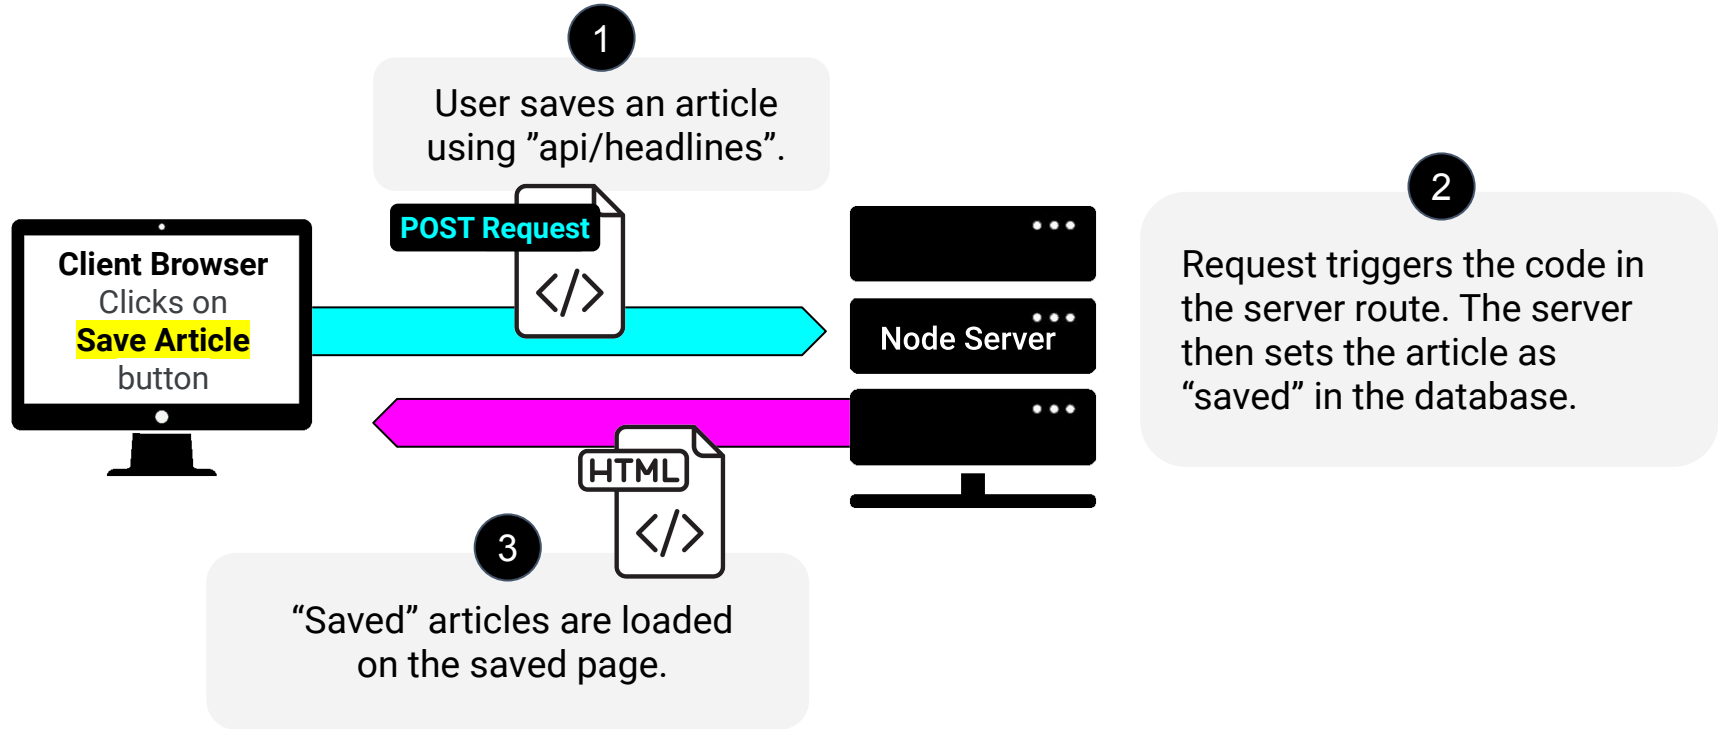 1
User saves an article
using ”api/headlines”.
POST Request
</>
Client Browser
Clicks on
Save Article
button
Node Server
2
Request triggers the code in
the server route. The server
then sets the article as
“saved” in the database.
HTML
</>
3
“Saved” articles are loaded
on the saved page.